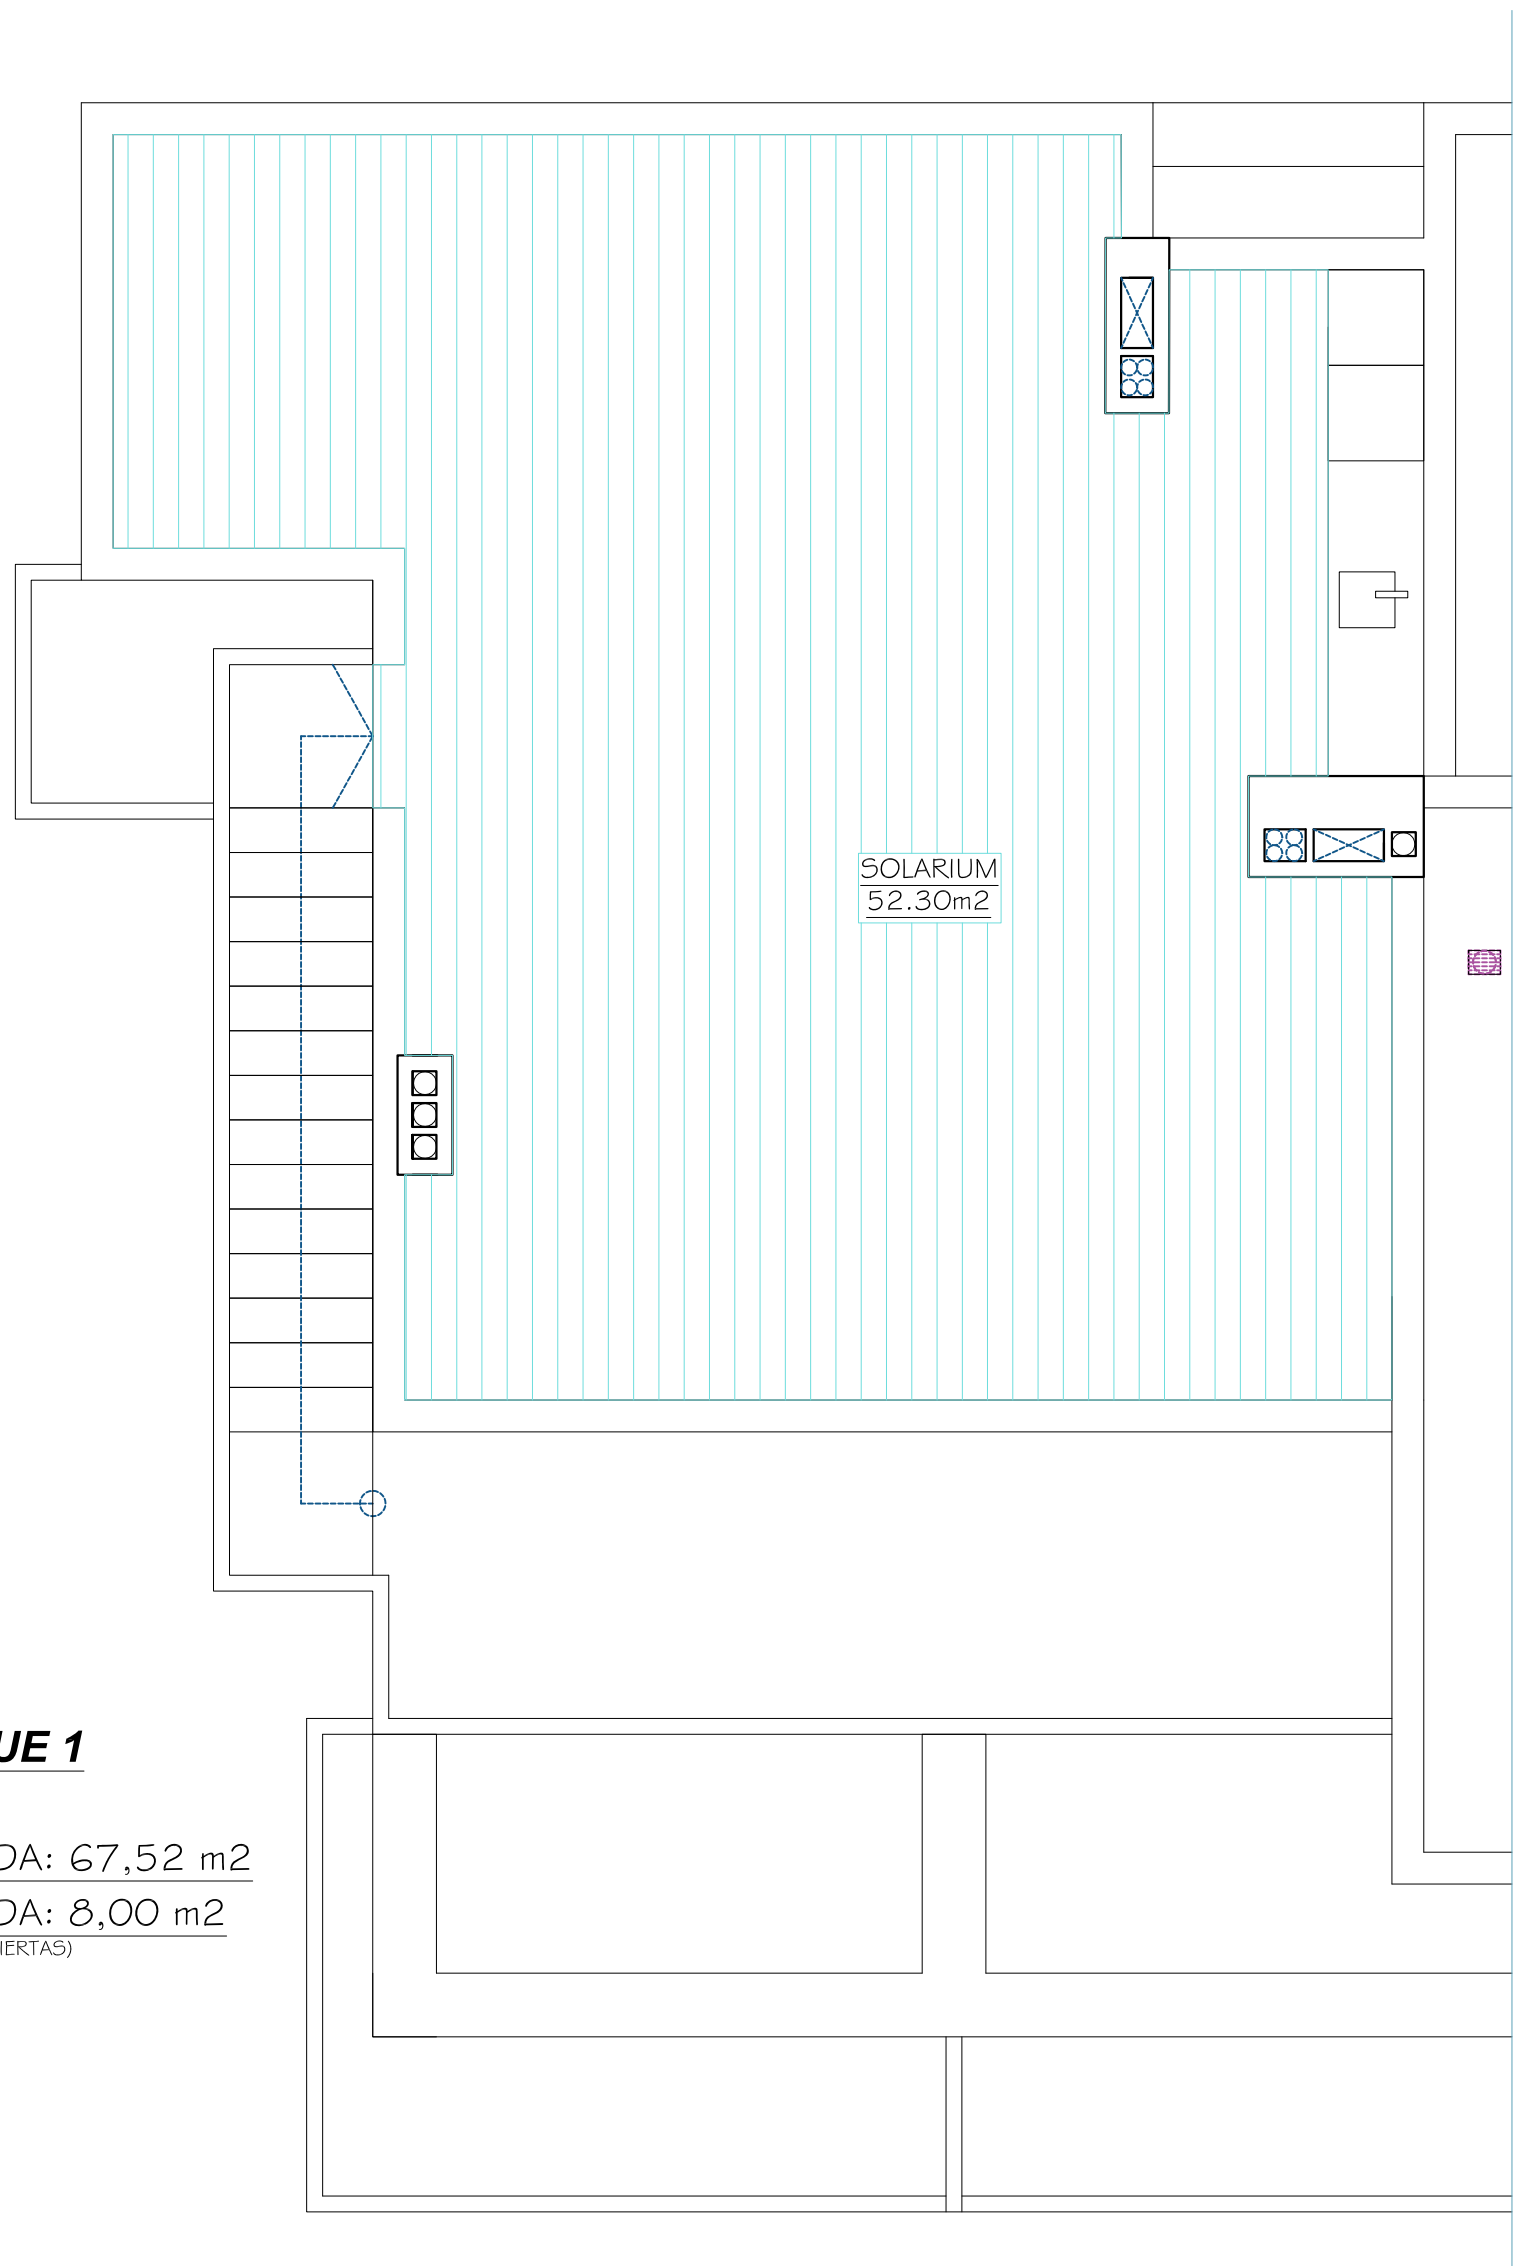 SOLARIUM
52.30m2
UE 1
DA: 67,52 m2
DA: 8,00 m2
IERTAS)